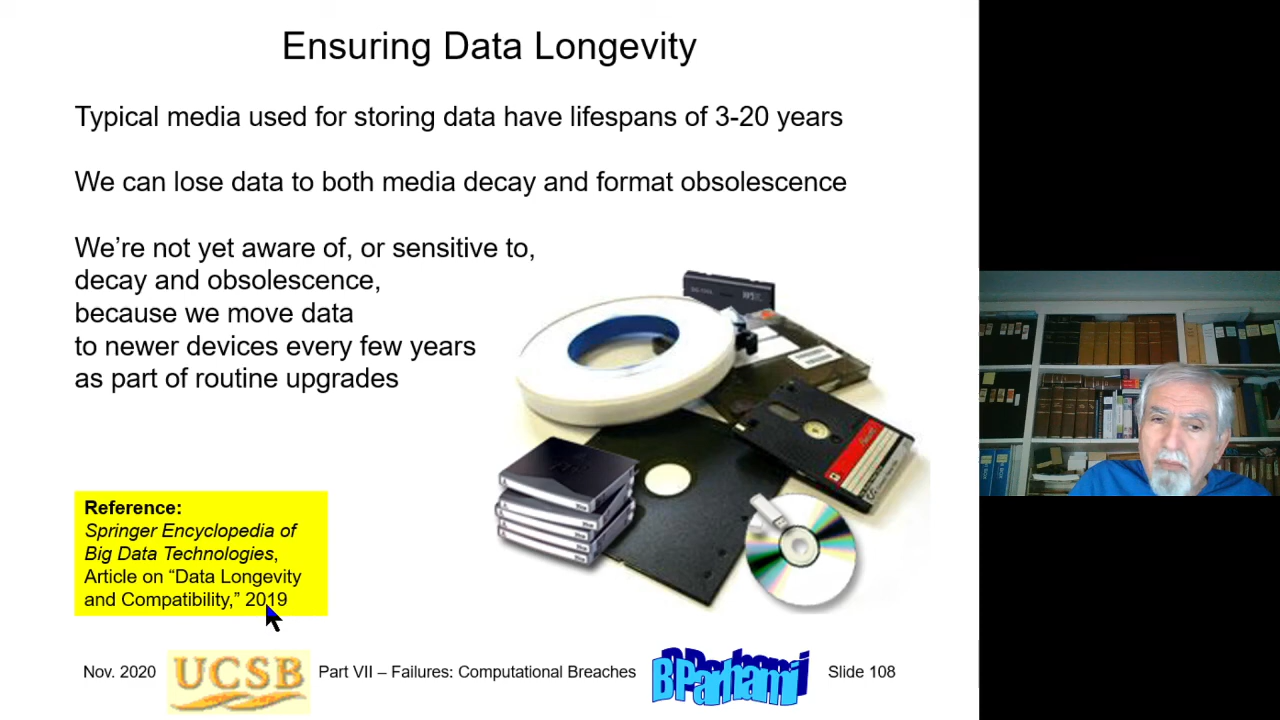 Ensuring Data Longevity
Typical media used for storing data have lifespans of 3-20 years
We can lose data to both media decay and format obsolescence
We’re not yet aware of, or sensitive to,
decay and obsolescence,
because we move data
to newer devices every few years
as part of routine upgrades
Reference:
Springer Encyclopedia of
Big Data Technologies,
Article on “Data Longevity
and Compatibility,” 2019
Nov. 2020
UCSB
Part VII – Failures: Computational Breaches
B Parhami
Slide 108